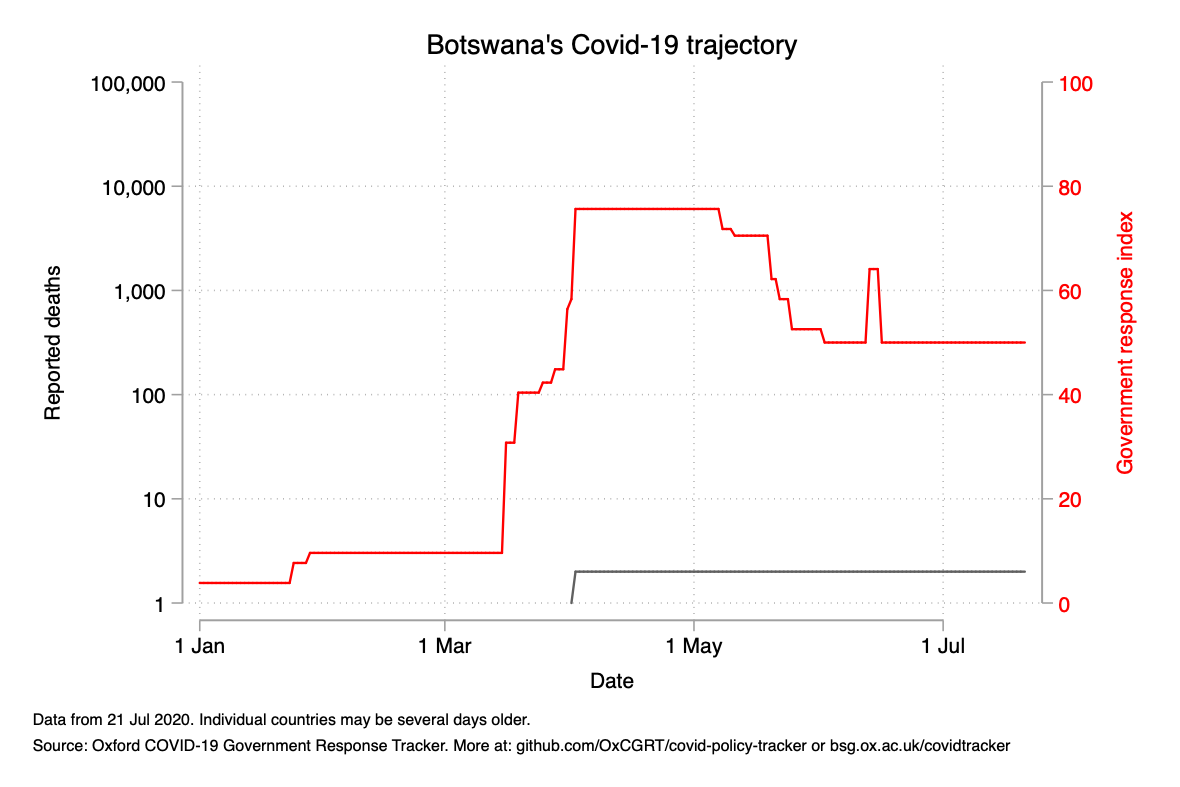 Botswana's Covid-19 trajectory
100,000
10,000
1,000
100
10
1
Reported deaths
100
80
60
40
20
0
Government response index
1 Jan
1 Mar
1 May
1 Jul
Date
Data from 21 Jul 2020. Individual countries may be several days older.
Source: Oxford COVID-19 Government Response Tracker. More at: github.com/OxCGRT/covid-policy-tracker or bsg.ox.ac.uk/covidtracker